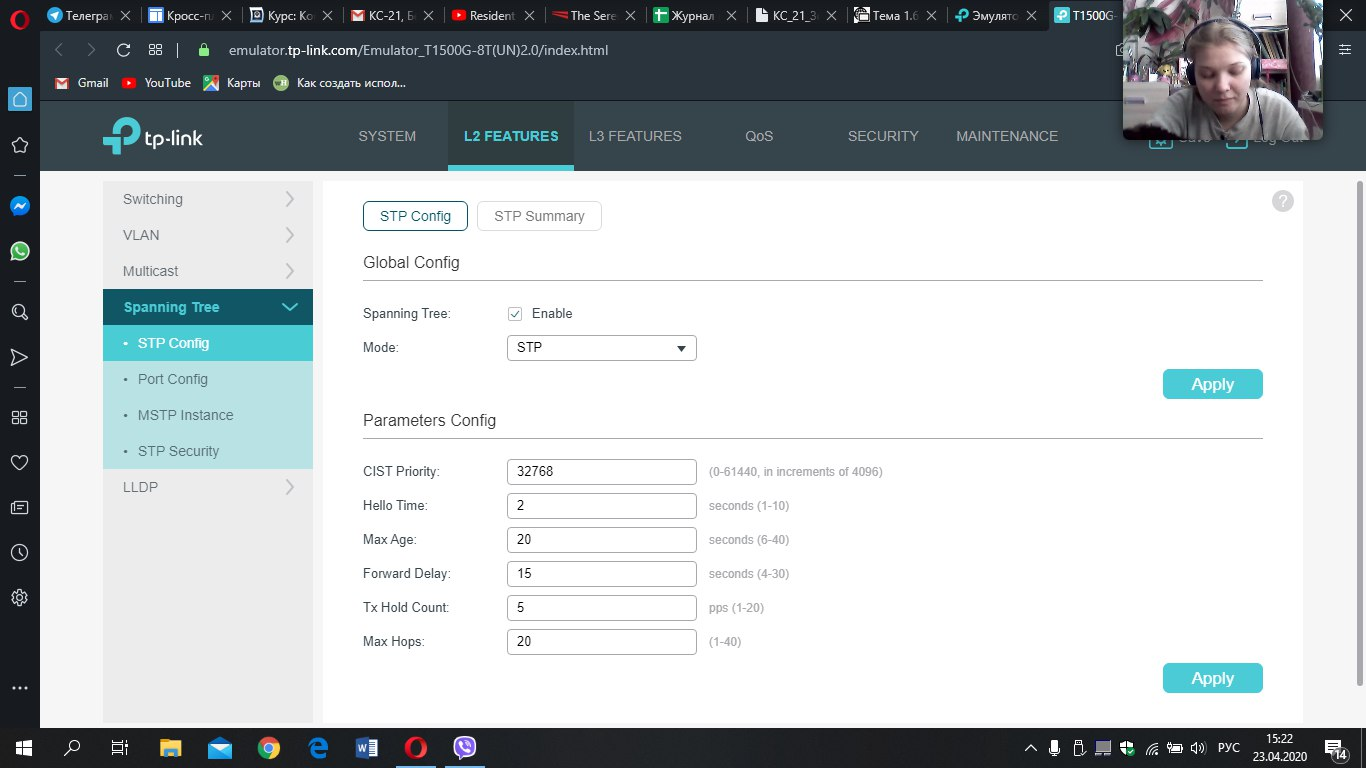 Телегра
Кросс-пл
Курс: Ко
КС-21, Б
Resident
The Sere
Журнал
КС_21_3
Тема 1.6
Эмулято
T1500G-
emulator.tp-link.com/Emulator_T1500G-8T(UN)2.0/index.html
Gmail YouTube Карты Как создать испол...
tp-link
SYSTEM L2 FEATURES L3 FEATURES QoS SECURITY MAINTENANCE Save Log Out
Switching
VLAN
Multicast
Spanning Tree
• STP Config
• Port Config
• MSTP Instance
• STP Security
LLDP
STP Config STP Summary
?
Global Config
Spanning Tree: Enable
Mode: STP
Apply
Parameters Config
CIST Priority: 32768 (0-61440, in increments of 4096)
Hello Time: 2 seconds (1-10)
Max Age: 20 seconds (6-40)
Forward Delay: 15 seconds (4-30)
Tx Hold Count: 5 pps (1-20)
Max Hops: 20 (1-40)
Apply
РУС
15:22
23.04.2020
14